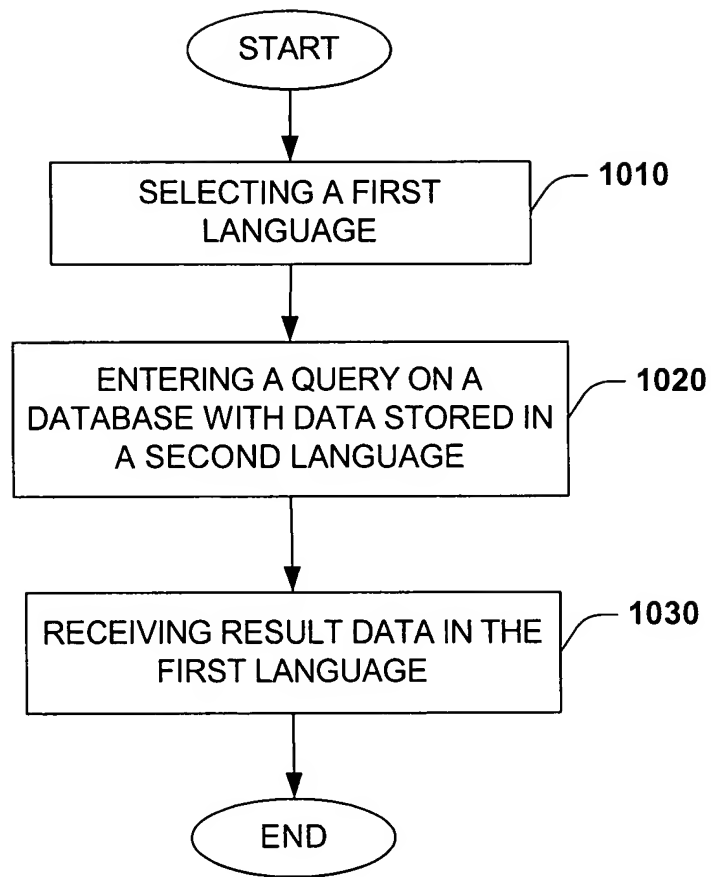 START
SELECTING A FIRST
LANGUAGE
1010
ENTERING A QUERY ON A
DATABASE WITH DATA STORED IN
A SECOND LANGUAGE
1020
RECEIVING RESULT DATA IN THE
FIRST LANGUAGE
1030
END